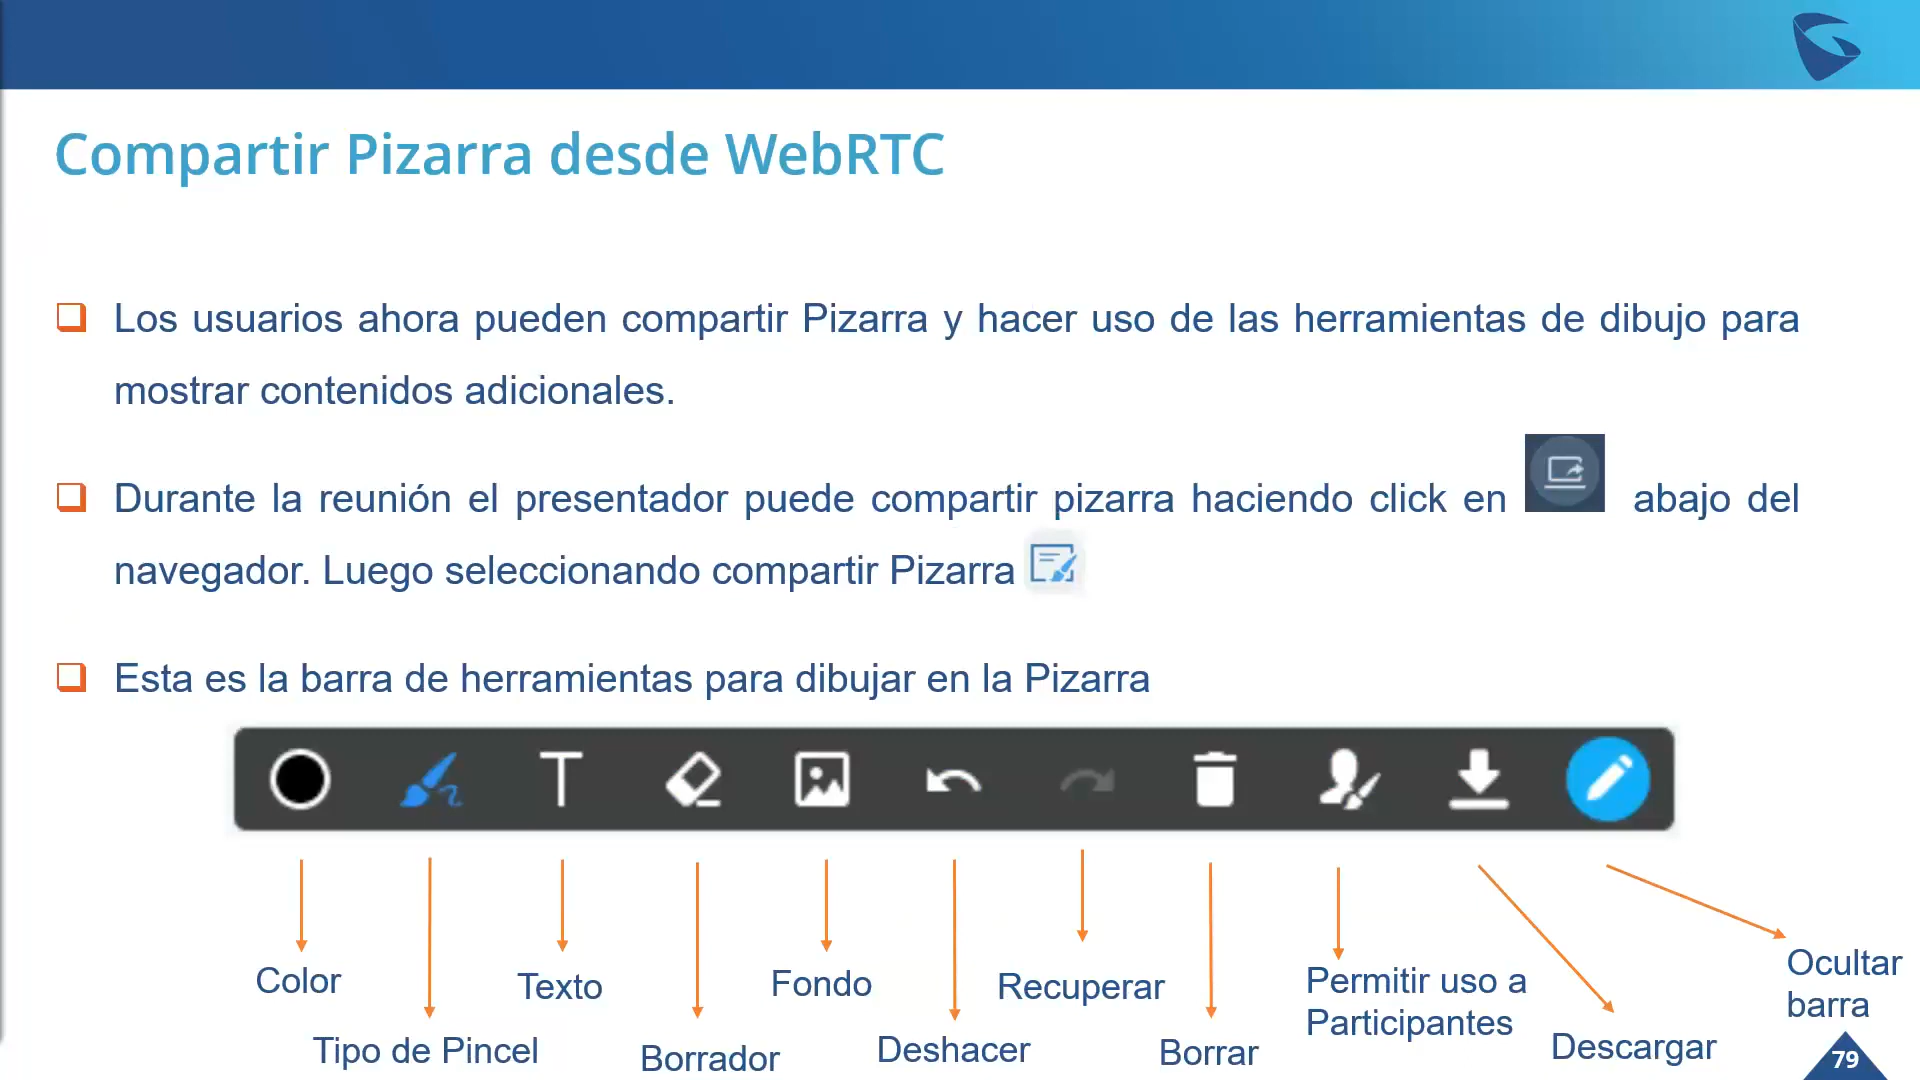 Compartir Pizarra desde WebRTC
Los usuarios ahora pueden compartir Pizarra y hacer uso de las herramientas de dibujo para
mostrar contenidos adicionales.
Durante la reunión el presentador puede compartir pizarra haciendo click en abajo del
navegador. Luego seleccionando compartir Pizarra
Esta es la barra de herramientas para dibujar en la Pizarra
T
Color
Tipo de Pincel
Texto
Borrador
Fondo
Deshacer
Recuperar
Borrar
Permitir uso a
Participantes
Descargar
Ocultar
barra
79